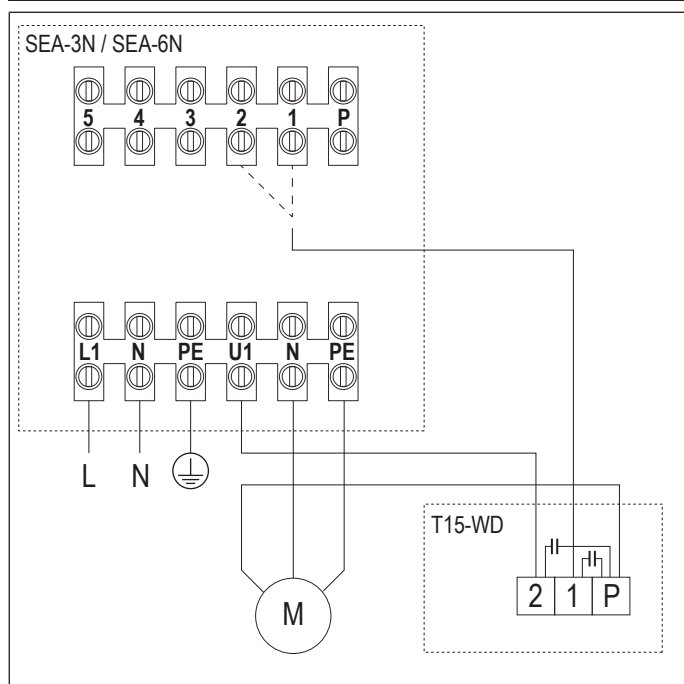 SEA-3N / SEA-6N
5 4 3 2 1 P
L1 N PE U1 N PE
L N
T15-WD
2 1 P
M